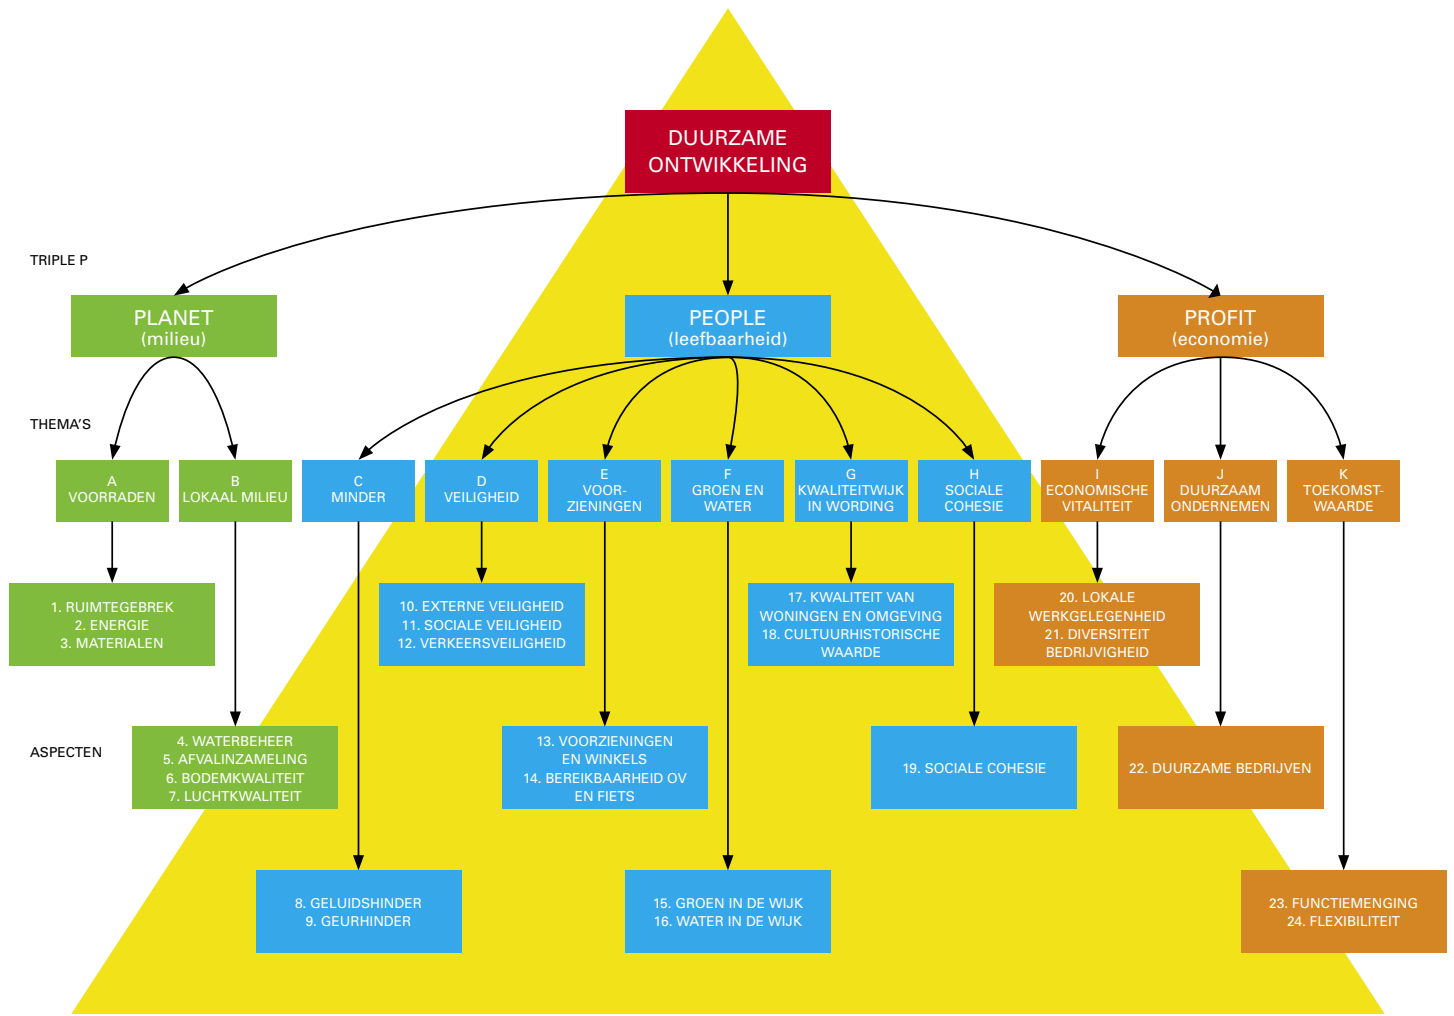 DUURZAME
ONTWIKKELING
TRIPLE P
PLANET
(milieu)
PEOPLE
(leefbaarheid)
PROFIT
(economie)
THEMA'S
A
VOORRADEN
B
LOKAAL MILIEU
C
MINDER
D
VEILIGHEID
E
VOOR-
ZIENINGEN
F
GROEN EN
WATER
G
KWALITEITWIJK
IN WORDING
H
SOCIALE
COHESIE
I
ECONOMISCHE
VITALITEIT
J
DUURZAAM
ONDERNEMEN
K
TOEKOMST-
WAARDE
1. RUIMTEGEBREK
2. ENERGIE
3. MATERIALEN
10. EXTERNE VEILIGHEID
11. SOCIALE VEILIGHEID
12. VERKEERSVEILIGHEID
17. KWALITEIT VAN
WONINGEN EN OMGEVING
18. CULTUURHISTORISCHE
WAARDE
20. LOKALE
WERKGELEGENHEID
21. DIVERSITEIT
BEDRIJVIGHEID
ASPECTEN
4. WATERBEHEER
5. AFVALINZAMELING
6. BODEMKWALITEIT
7. LUCHTKWALITEIT
13. VOORZIENINGEN
EN WINKELS
14. BEREIKBAARHEID OV
EN FIETS
19. SOCIALE COHESIE
22. DUURZAME BEDRIJVEN
8. GELUIDSHINDER
9. GEURHINDER
15. GROEN IN DE WIJK
16. WATER IN DE WIJK
23. FUNCTIEMENGING
24. FLEXIBILITEIT